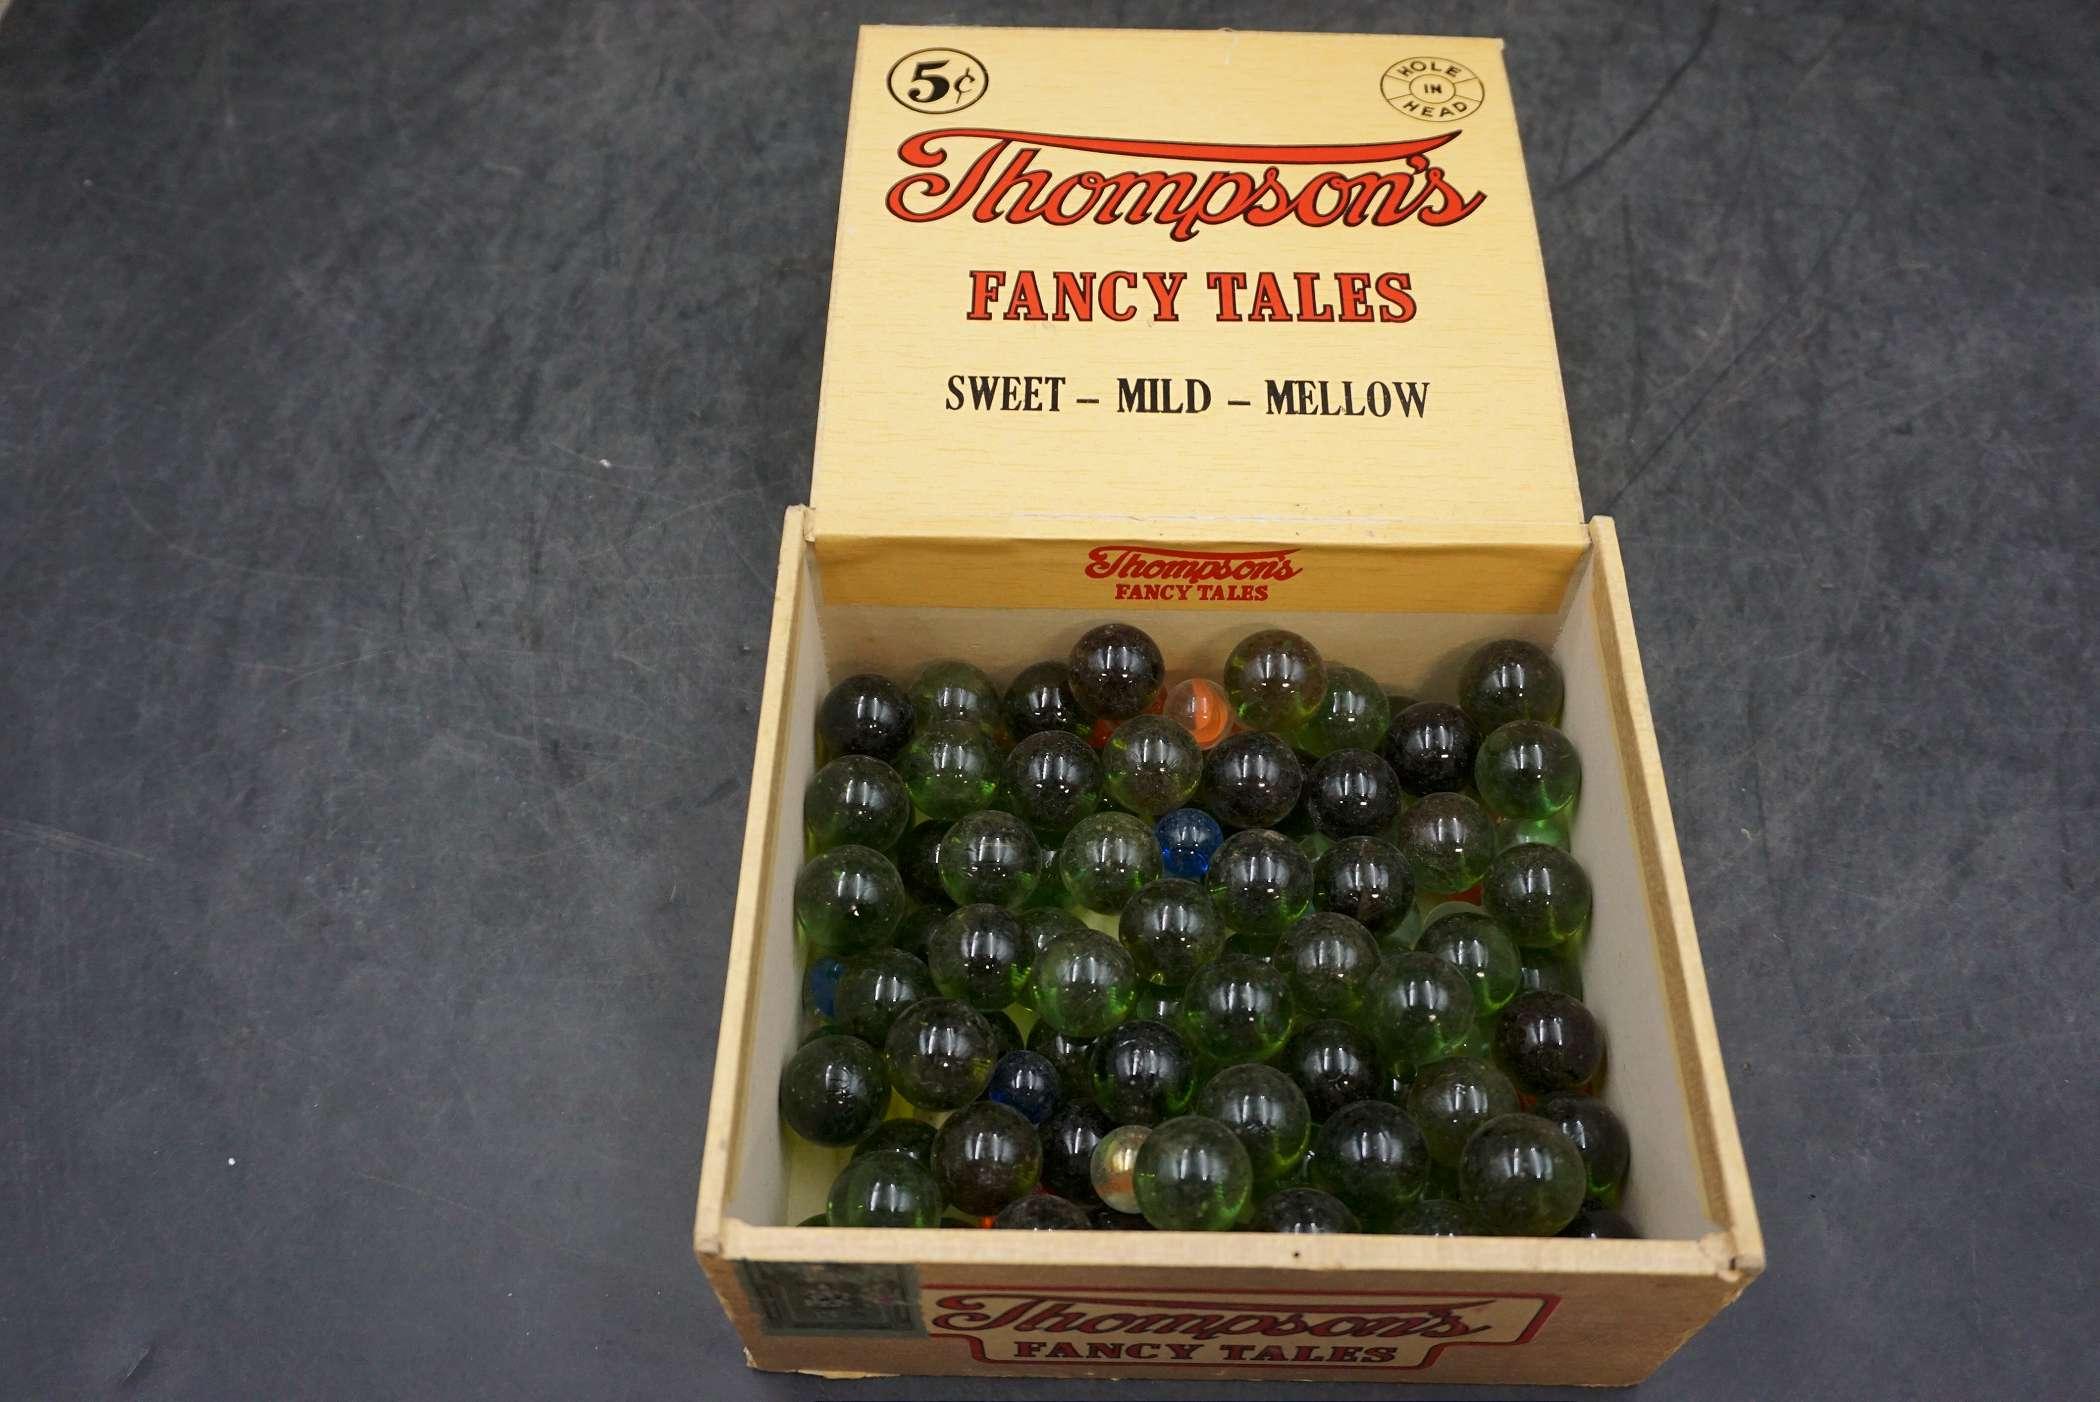 5¢
HOLE
IN
HEAD
Thompson's
FANCY TALES
SWEET – MILD – MELLOW
Thompson's
FANCY TALES
Thompson's
FANCY TALES